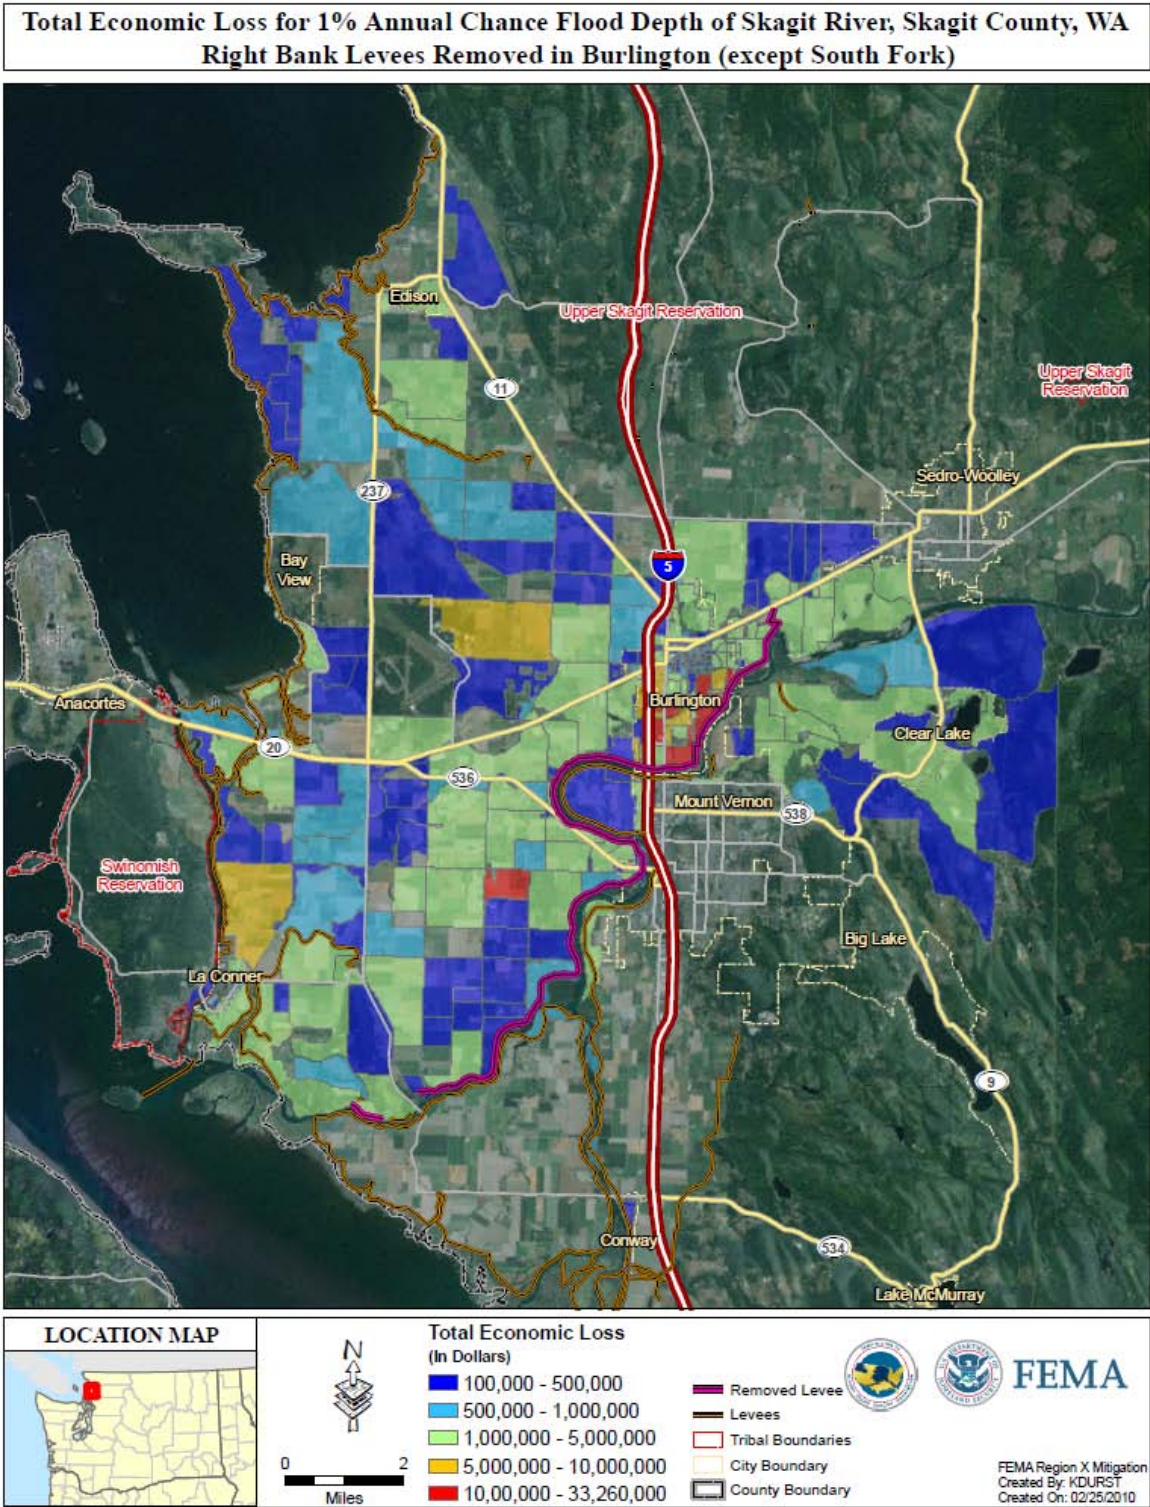 Total Economic Loss for 1% Annual Chance Flood Depth of Skagit River, Skagit County, WA
Right Bank Levees Removed in Burlington (except South Fork)
Edison
Upper Skagit Reservation
11
Upper Skagit
Reservation
Sedro-Woolley
237
Bay
View
5
Anacortes
Burlington
Clear Lake
20
536
Mount Vernon
538
Swinomish
Reservation
Big Lake
La Conner
9
Conway
534
Lake McMurray
LOCATION MAP
N
0 2
Miles
Total Economic Loss
(In Dollars)
100,000 - 500,000
500,000 - 1,000,000
1,000,000 - 5,000,000
5,000,000 - 10,000,000
10,00,000 - 33,260,000
Removed Levee
Levees
Tribal Boundaries
City Boundary
County Boundary
FEMA
FEMA Region X Mitigation
Created By: KDURST
Created On: 02/25/2010